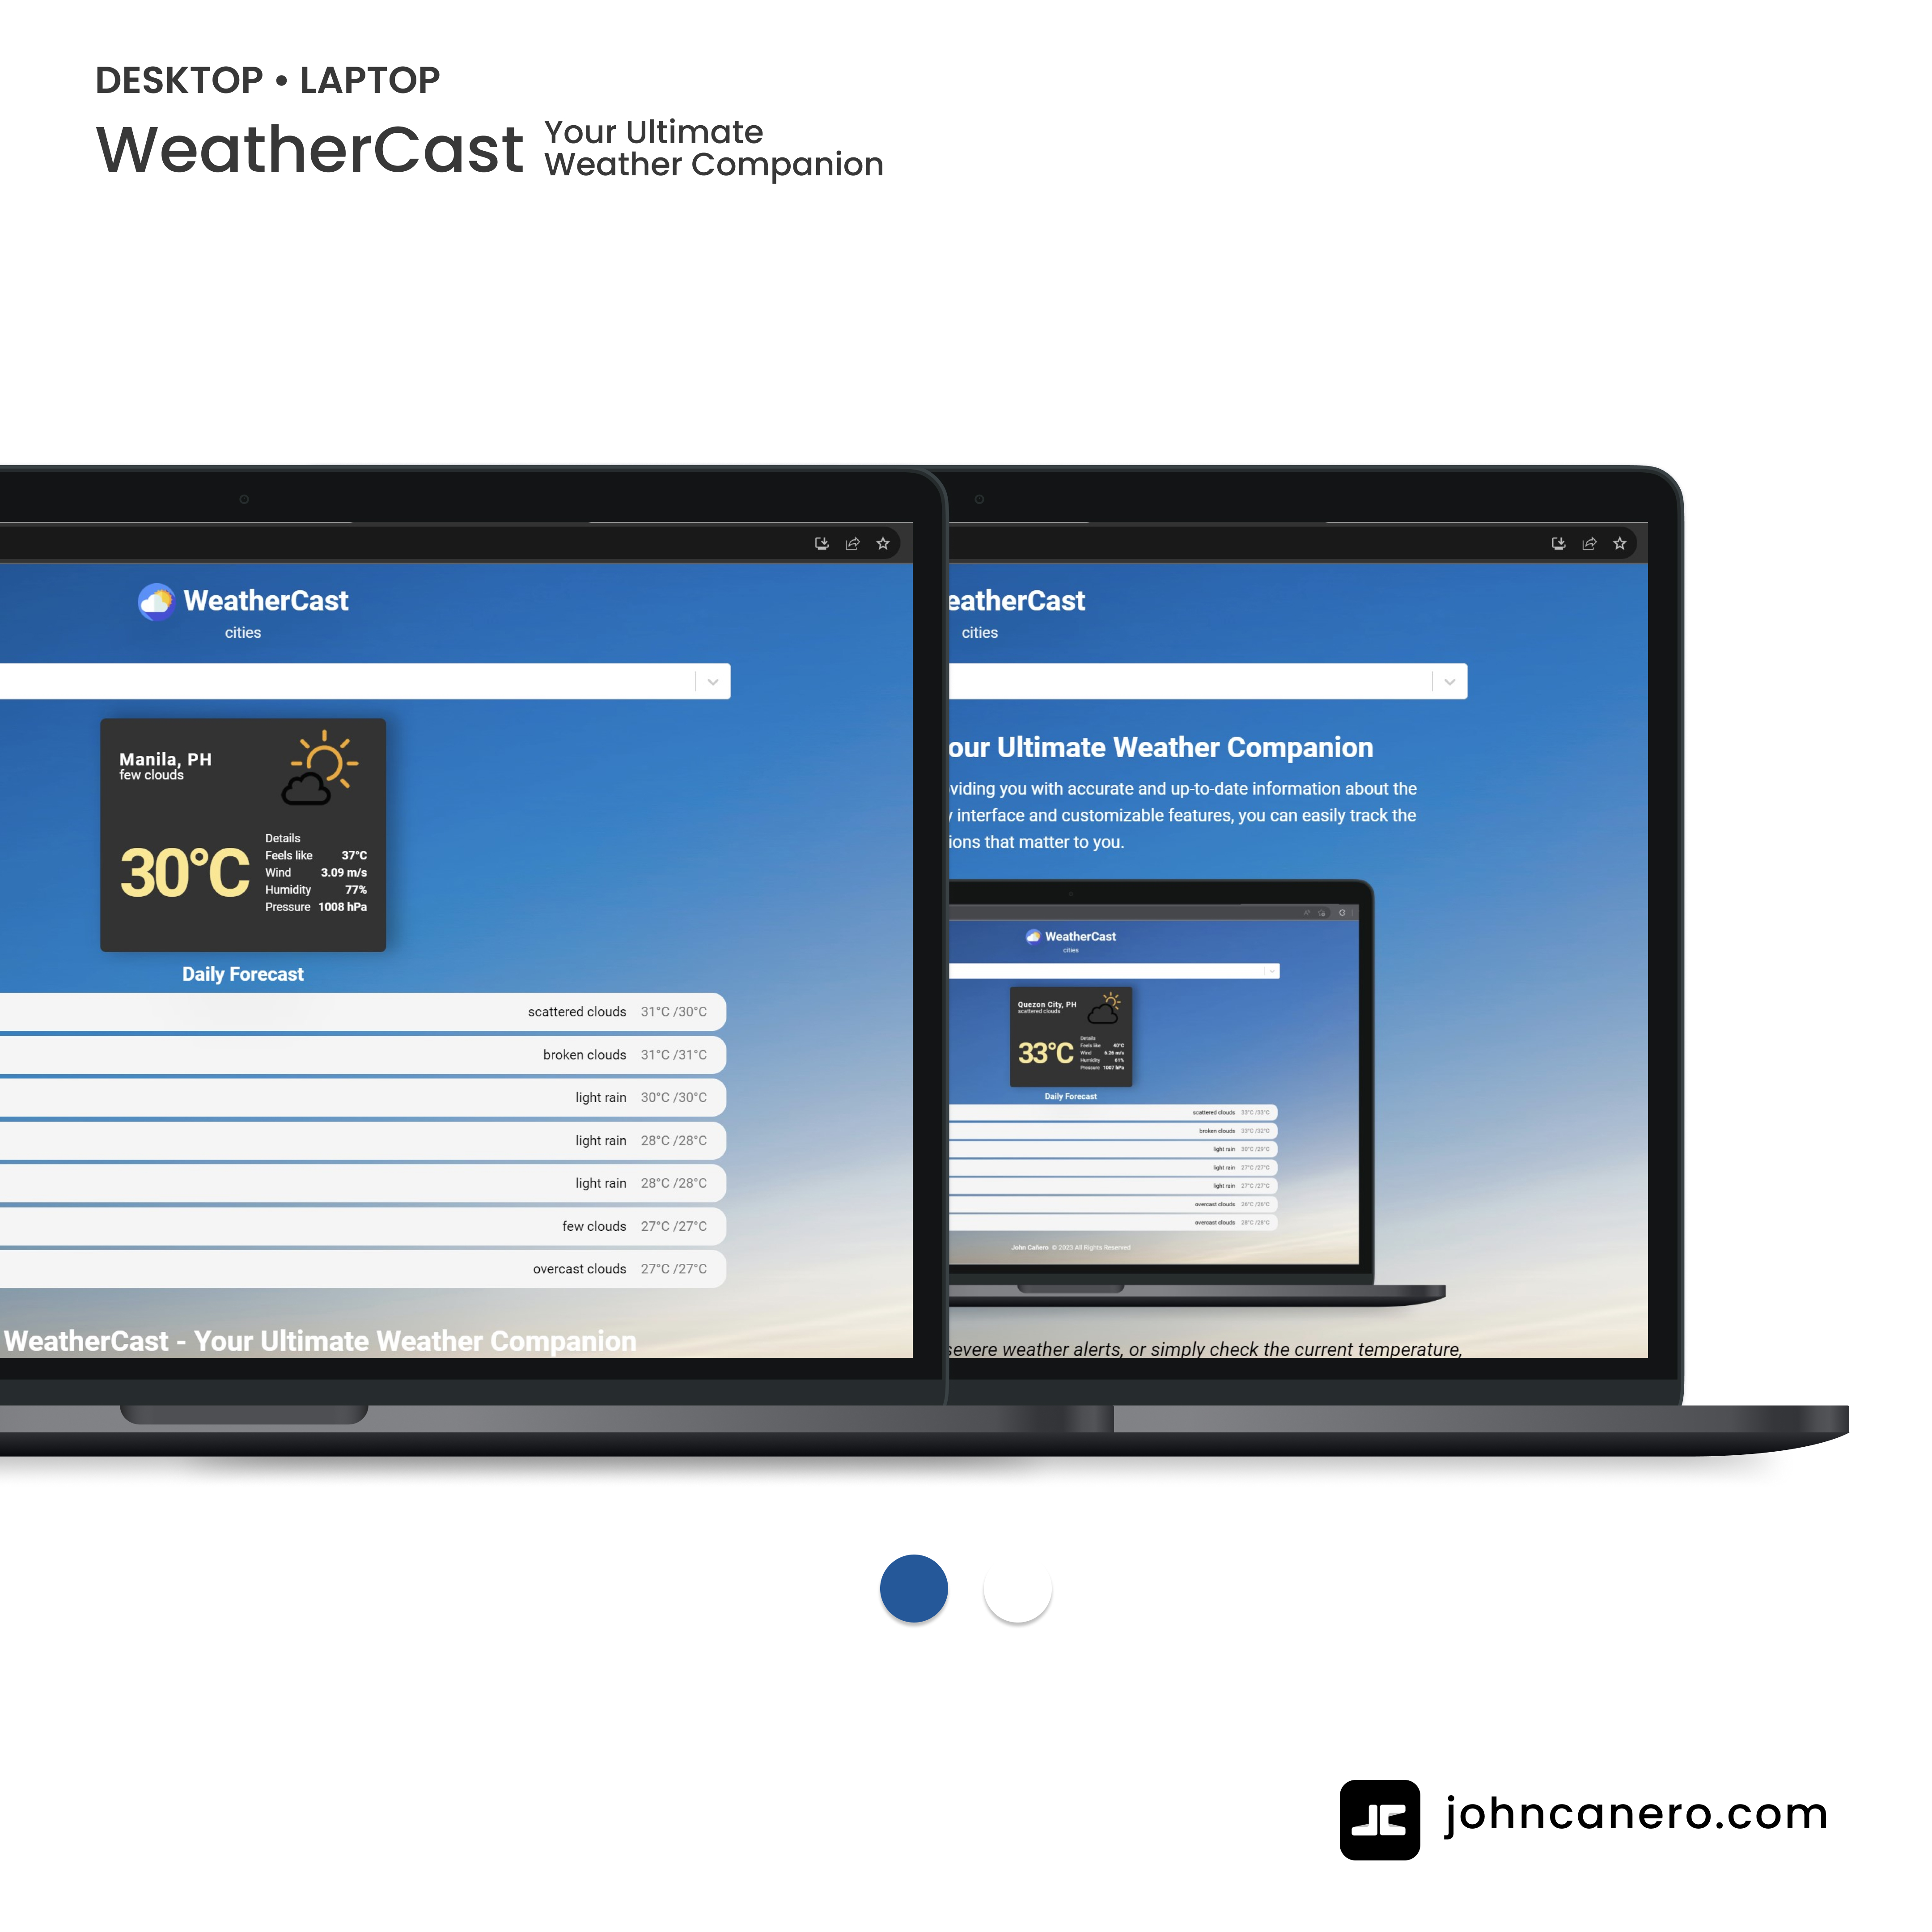 DESKTOP • LAPTOP
WeatherCast
Your Ultimate
Weather Companion
WeatherCast
cities
Manila, PH
few clouds
30°C
Details
Feels like 37°C
Wind 3.09 m/s
Humidity 77%
Pressure 1008 hPa
Daily Forecast
scattered clouds 31°C /30°C
broken clouds 31°C /31°C
light rain 30°C /30°C
light rain 28°C /28°C
light rain 28°C /28°C
few clouds 27°C /27°C
overcast clouds 27°C /27°C
WeatherCast - Your Ultimate Weather Companion
eatherCast
cities
our Ultimate Weather Companion
viding you with accurate and up-to-date information about the
y interface and customizable features, you can easily track the
ions that matter to you.
WeatherCast
cities
Quezon City, PH
scattered clouds
33°C
Details
Feels like 40°C
Wind 6.26 m/s
Humidity 61%
Pressure 1007 hPa
Daily Forecast
scattered clouds 33°C /33°C
broken clouds 33°C /32°C
light rain 30°C /29°C
light rain 27°C /27°C
light rain 27°C /27°C
overcast clouds 26°C /26°C
overcast clouds 28°C /28°C
John Cañero © 2023 All Rights Reserved
severe weather alerts, or simply check the current temperature,
JC
johncanero.com